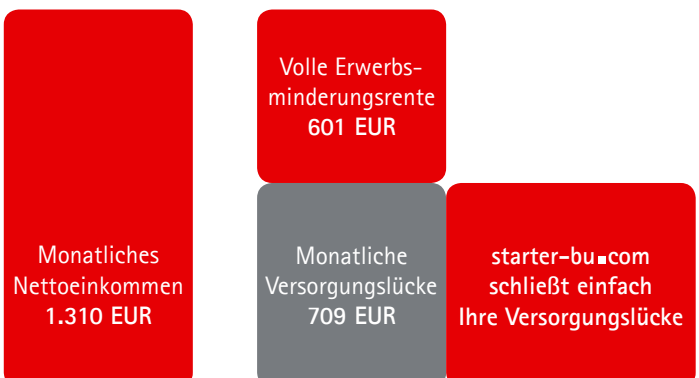 Volle Erwerbs-
minderungsrente
601 EUR
Monatliches
Nettoeinkommen
1.310 EUR
Monatliche
Versorgungslücke
709 EUR
starter-bu▪com
schließt einfach
Ihre Versorgungslücke